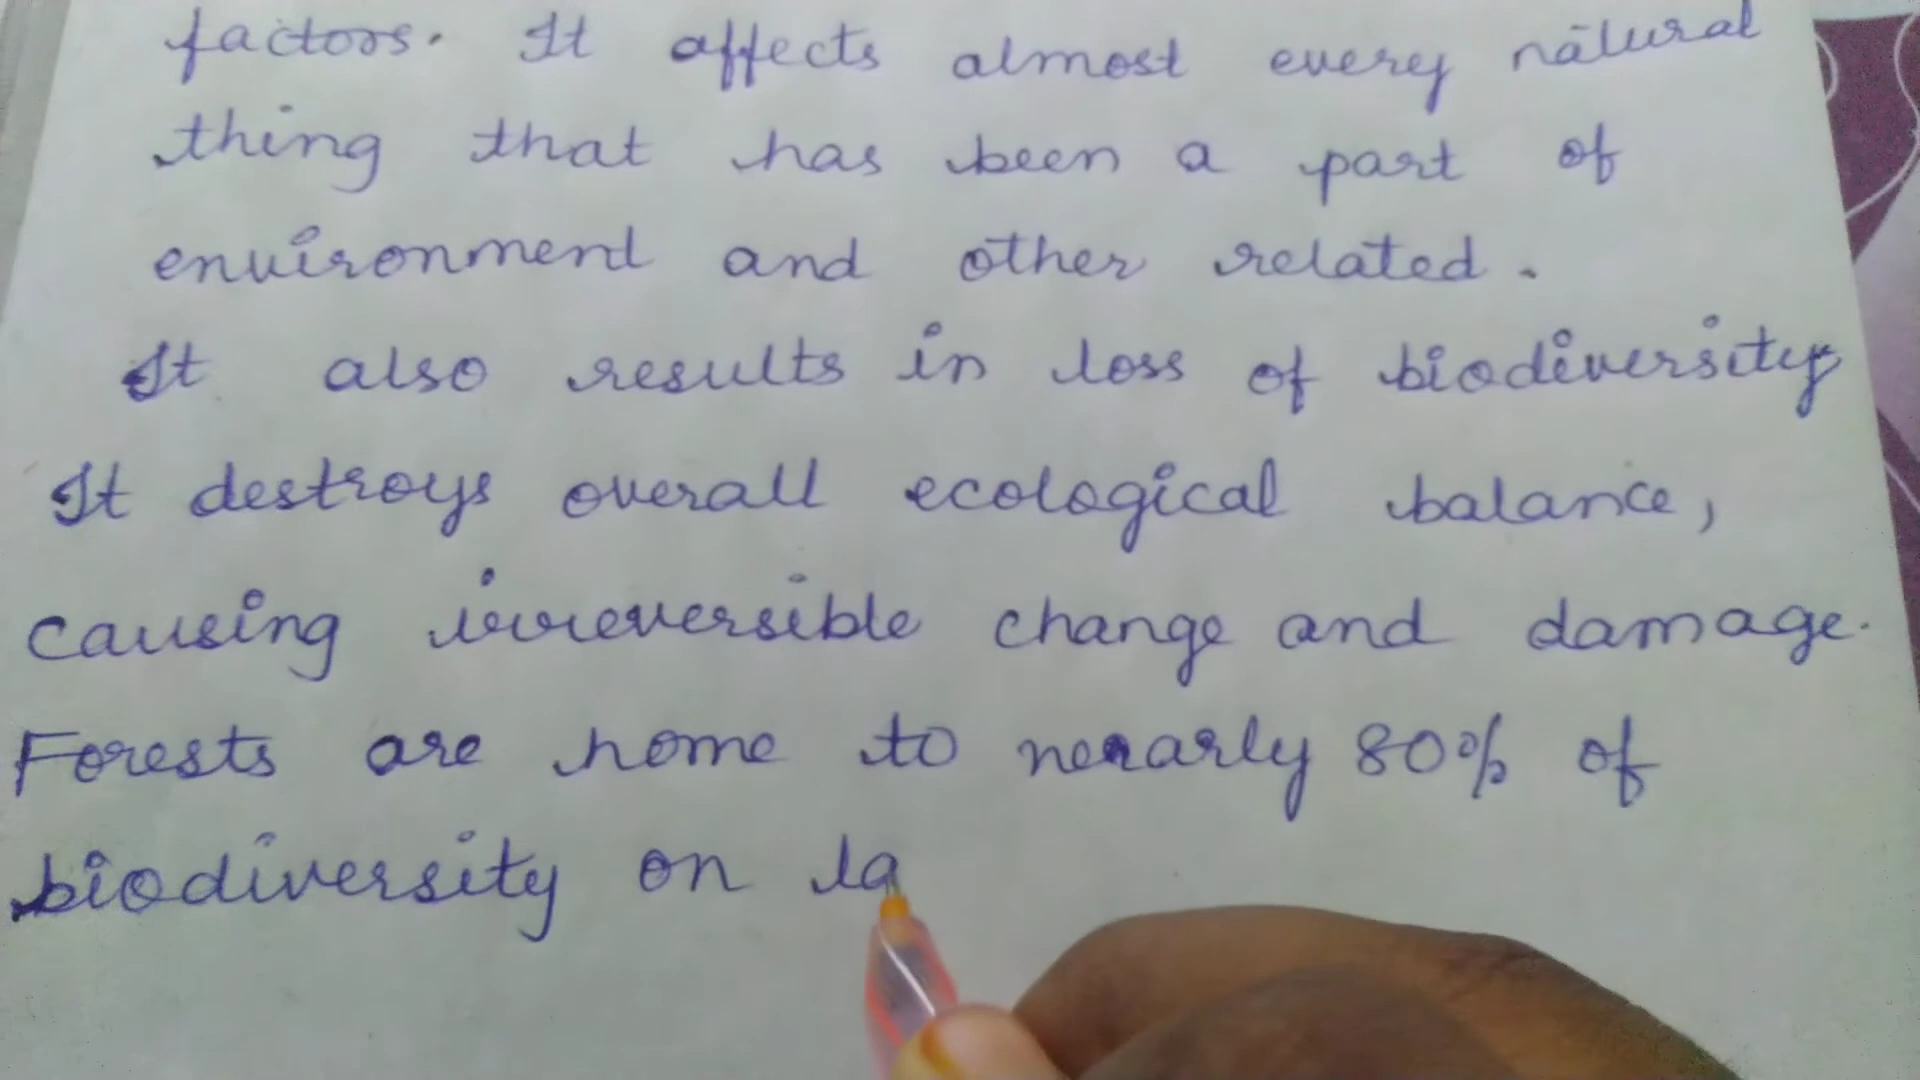 factors. It affects almost every natural
thing that has been a part of
environment and other related.
It also results in loss of biodiversity
It destroys overall ecological balance,
causing irreversible change and damage.
Forests are home to nearly 80% of
biodiversity on la